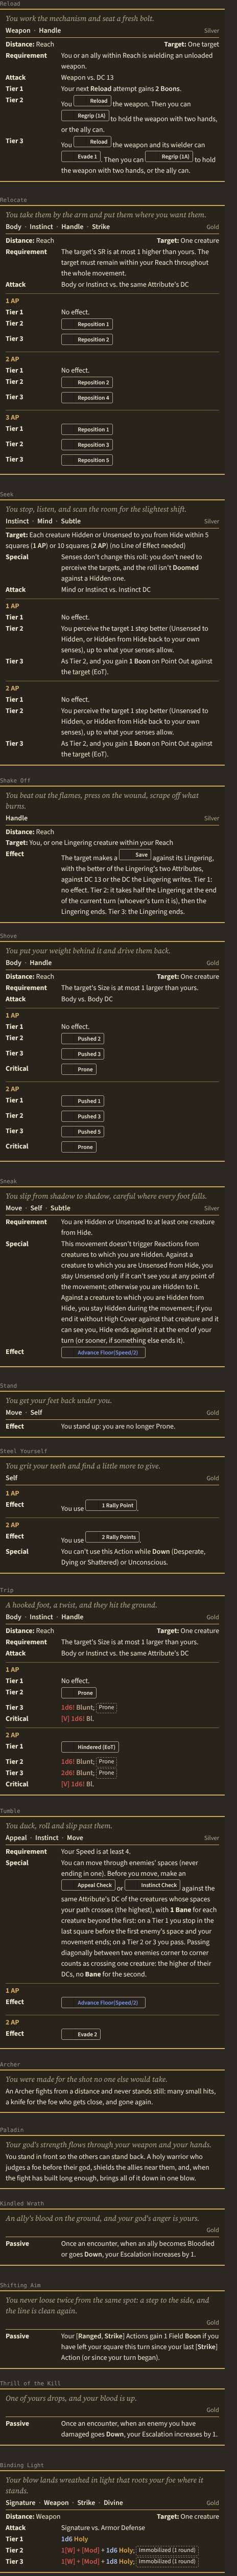 Reload
You work the mechanism and seat a fresh bolt.
Weapon · Handle Silver
Distance: Reach Target: One target
Requirement You or an ally within Reach is wielding an unloaded
weapon.
Attack Weapon vs. DC 13
Tier 1 Your next Reload attempt gains 2 Boons.
Tier 2 You Reload the weapon. Then you can
Regrip (1A) to hold the weapon with two hands,
or the ally can.
Tier 3 You Reload the weapon and its wielder can
Evade 1. Then you can Regrip (1A) to hold
the weapon with two hands, or the ally can.
Relocate
You take them by the arm and put them where you want them.
Body · Instinct · Handle · Strike Gold
Distance: Reach Target: One creature
Requirement The target's SR is at most 1 higher than yours. The
target must remain within your Reach throughout
the whole movement.
Attack Body or Instinct vs. the same Attribute's DC
1 AP
Tier 1 No effect.
Tier 2 Reposition 1
Tier 3 Reposition 2
2 AP
Tier 1 No effect.
Tier 2 Reposition 2
Tier 3 Reposition 4
3 AP
Tier 1 Reposition 1
Tier 2 Reposition 3
Tier 3 Reposition 5
Seek
You stop, listen, and scan the room for the slightest shift.
Instinct · Mind · Subtle Silver
Target: Each creature Hidden or Unsensed to you from Hide within 5
squares (1 AP) or 10 squares (2 AP) (no Line of Effect needed)
Special Senses don't change this roll: you don't need to
perceive the targets, and the roll isn't Doomed
against a Hidden one.
Attack Mind or Instinct vs. Instinct DC
1 AP
Tier 1 No effect.
Tier 2 You perceive the target 1 step better (Unsensed to
Hidden, or Hidden from Hide back to your own
senses), up to what your senses allow.
Tier 3 As Tier 2, and you gain 1 Boon on Point Out against
the target (EoT).
2 AP
Tier 1 No effect.
Tier 2 You perceive the target 1 step better (Unsensed to
Hidden, or Hidden from Hide back to your own
senses), up to what your senses allow.
Tier 3 As Tier 2, and you gain 1 Boon on Point Out against
the target (EoT).
Shake Off
You beat out the flames, press on the wound, scrape off what
burns.
Handle Silver
Distance: Reach
Target: You, or one Lingering creature within your Reach
Effect The target makes a Save against its Lingering,
with the better of the Lingering's two Attributes,
against DC 13 or the DC the Lingering writes. Tier 1:
no effect. Tier 2: it takes half the Lingering at the end
of the current turn (whoever's turn it is), then the
Lingering ends. Tier 3: the Lingering ends.
Shove
You put your weight behind it and drive them back.
Body · Handle Gold
Distance: Reach Target: One creature
Requirement The target's Size is at most 1 larger than yours.
Attack Body vs. Body DC
1 AP
Tier 1 No effect.
Tier 2 Pushed 2
Tier 3 Pushed 3
Critical Prone
2 AP
Tier 1 Pushed 1
Tier 2 Pushed 3
Tier 3 Pushed 5
Critical Prone
Sneak
You slip from shadow to shadow, careful where every foot falls.
Move · Self · Subtle Silver
Requirement You are Hidden or Unsensed to at least one creature
from Hide.
Special This movement doesn't trigger Reactions from
creatures to which you are Hidden. Against a
creature to which you are Unsensed from Hide, you
stay Unsensed only if it can't see you at any point of
the movement; otherwise you are Hidden to it.
Against a creature to which you are Hidden from
Hide, you stay Hidden during the movement; if you
end it without High Cover against that creature and it
can see you, Hide ends against it at the end of your
turn (or sooner, if something else ends it).
Effect Advance Floor(Speed/2)
Stand
You get your feet back under you.
Move · Self Gold
Effect You stand up: you are no longer Prone.
Steel Yourself
You grit your teeth and find a little more to give.
Self Gold
1 AP
Effect You use 1 Rally Point.
2 AP
Effect You use 2 Rally Points.
Special You can't use this Action while Down (Desperate,
Dying or Shattered) or Unconscious.
Trip
A hooked foot, a twist, and they hit the ground.
Body · Instinct · Handle Gold
Distance: Reach Target: One creature
Requirement The target's Size is at most 1 larger than yours.
Attack Body or Instinct vs. the same Attribute's DC
1 AP
Tier 1 No effect.
Tier 2 Prone
Tier 3 1d6! Blunt; Prone
Critical [V] 1d6! Bl.
2 AP
Tier 1 Hindered (EoT)
Tier 2 1d6! Blunt; Prone
Tier 3 2d6! Blunt; Prone
Critical [V] 1d6! Bl.
Tumble
You duck, roll and slip past them.
Appeal · Instinct · Move Silver
Requirement Your Speed is at least 4.
Special You can move through enemies' spaces (never
ending in one). Before you move, make an
Appeal Check or Instinct Check against the
same Attribute's DC of the creature whose spaces
your path crosses (the highest), with 1 Bane for each
creature beyond the first: on a Tier 1 you stop in the
last square before the first enemy's space and your
movement ends; on a Tier 2 or 3 you pass. Passing
diagonally between two enemies corner to corner
counts as crossing one creature: the higher of their
DCs, no Bane for the second.
1 AP
Effect Advance Floor(Speed/2)
2 AP
Effect Evade 2
Archer
You were made for the shot no one else would take.
An Archer fights from a distance and never stands still: many small hits,
a knife for the foe who gets close, and gone again.
Paladin
Your god's strength flows through your weapon and your hands.
You stand in front so the others can stand back. A holy warrior who
judges a foe before their god, shields the allies near them, and, when
the fight has built long enough, brings all of it down in one blow.
Kindled Wrath
An ally's blood on the ground, and your god's anger is yours.
Gold
Passive Once an encounter, when an ally becomes Bloodied
or goes Down, your Escalation increases by 1.
Shifting Aim
You never loose twice from the same spot: a step to the side, and
the line is clean again.
Gold
Passive Your [Ranged, Strike] Actions gain 1 Field Boon if you
have left your square this turn since your last [Strike]
Action (or since your turn began).
Thrill of the Kill
One of yours drops, and your blood is up.
Gold
Passive Once an encounter, when an enemy you have
damaged goes Down, your Escalation increases by 1.
Binding Light
Your blow lands wreathed in light that roots your foe where it
stands.
Signature · Weapon · Strike · Divine Gold
Distance: Weapon Target: One creature
Attack Signature vs. Armor Defense
Tier 1 1d6 Holy
Tier 2 1[W] + [Mod] + 1d6 Holy; Immobilized (1 round)
Tier 3 1[W] + [Mod] + 1d8 Holy; Immobilized (1 round)